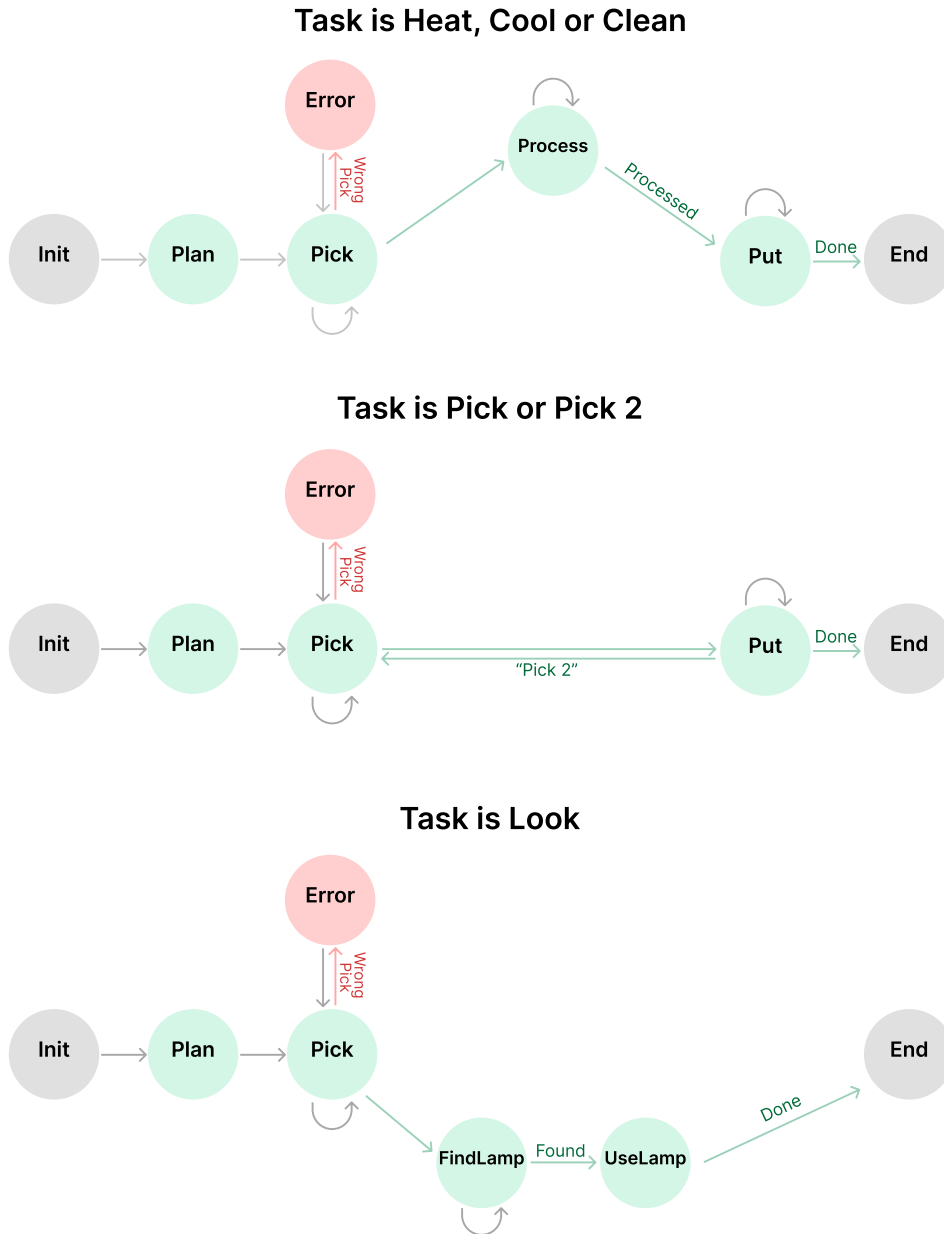 Task is Heat, Cool or Clean
Error
Process
Wrong
Pick
Processed
Init
Plan
Pick
Put
Done
End
Task is Pick or Pick 2
Error
Wrong
Pick
Init
Plan
Pick
“Pick 2”
Put
Done
End
Task is Look
Error
Wrong
Pick
Init
Plan
Pick
End
FindLamp
Found
UseLamp
Done